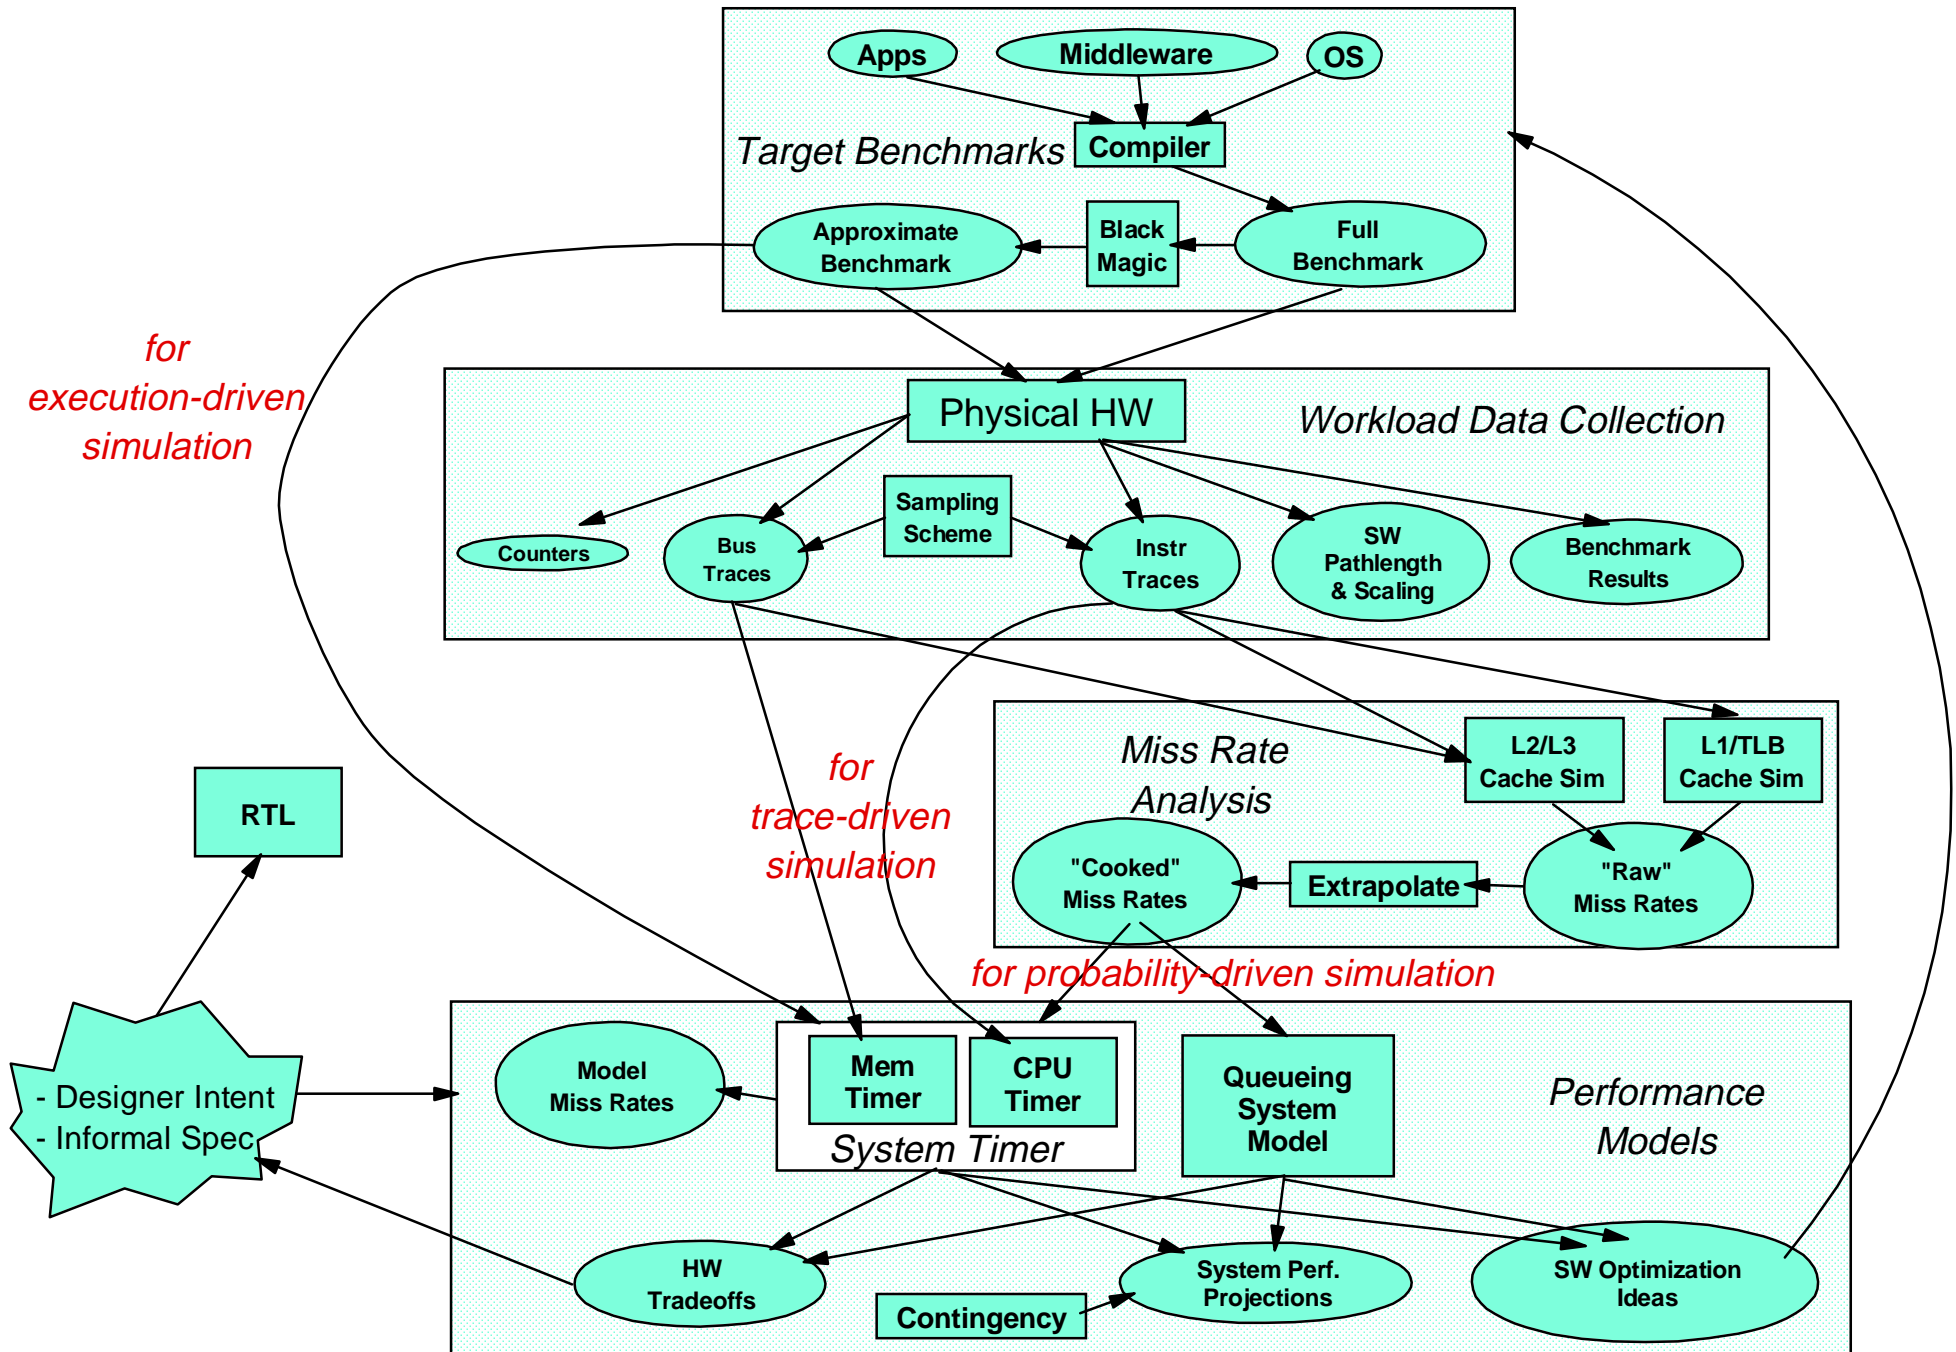 Apps
Middleware
OS
Target Benchmarks
Compiler
Approximate
Benchmark
Black
Magic
Full
Benchmark
for
execution-driven
simulation
Physical HW
Workload Data Collection
Counters
Bus
Traces
Sampling
Scheme
Instr
Traces
SW
Pathlength
& Scaling
Benchmark
Results
Miss Rate
Analysis
L2/L3
Cache Sim
L1/TLB
Cache Sim
for
trace-driven
simulation
RTL
"Cooked"
Miss Rates
Extrapolate
"Raw"
Miss Rates
for probability-driven simulation
- Designer Intent
- Informal Spec
Model
Miss Rates
Mem
Timer
CPU
Timer
System Timer
Queueing
System
Model
Performance
Models
HW
Tradeoffs
Contingency
System Perf.
Projections
SW Optimization
Ideas